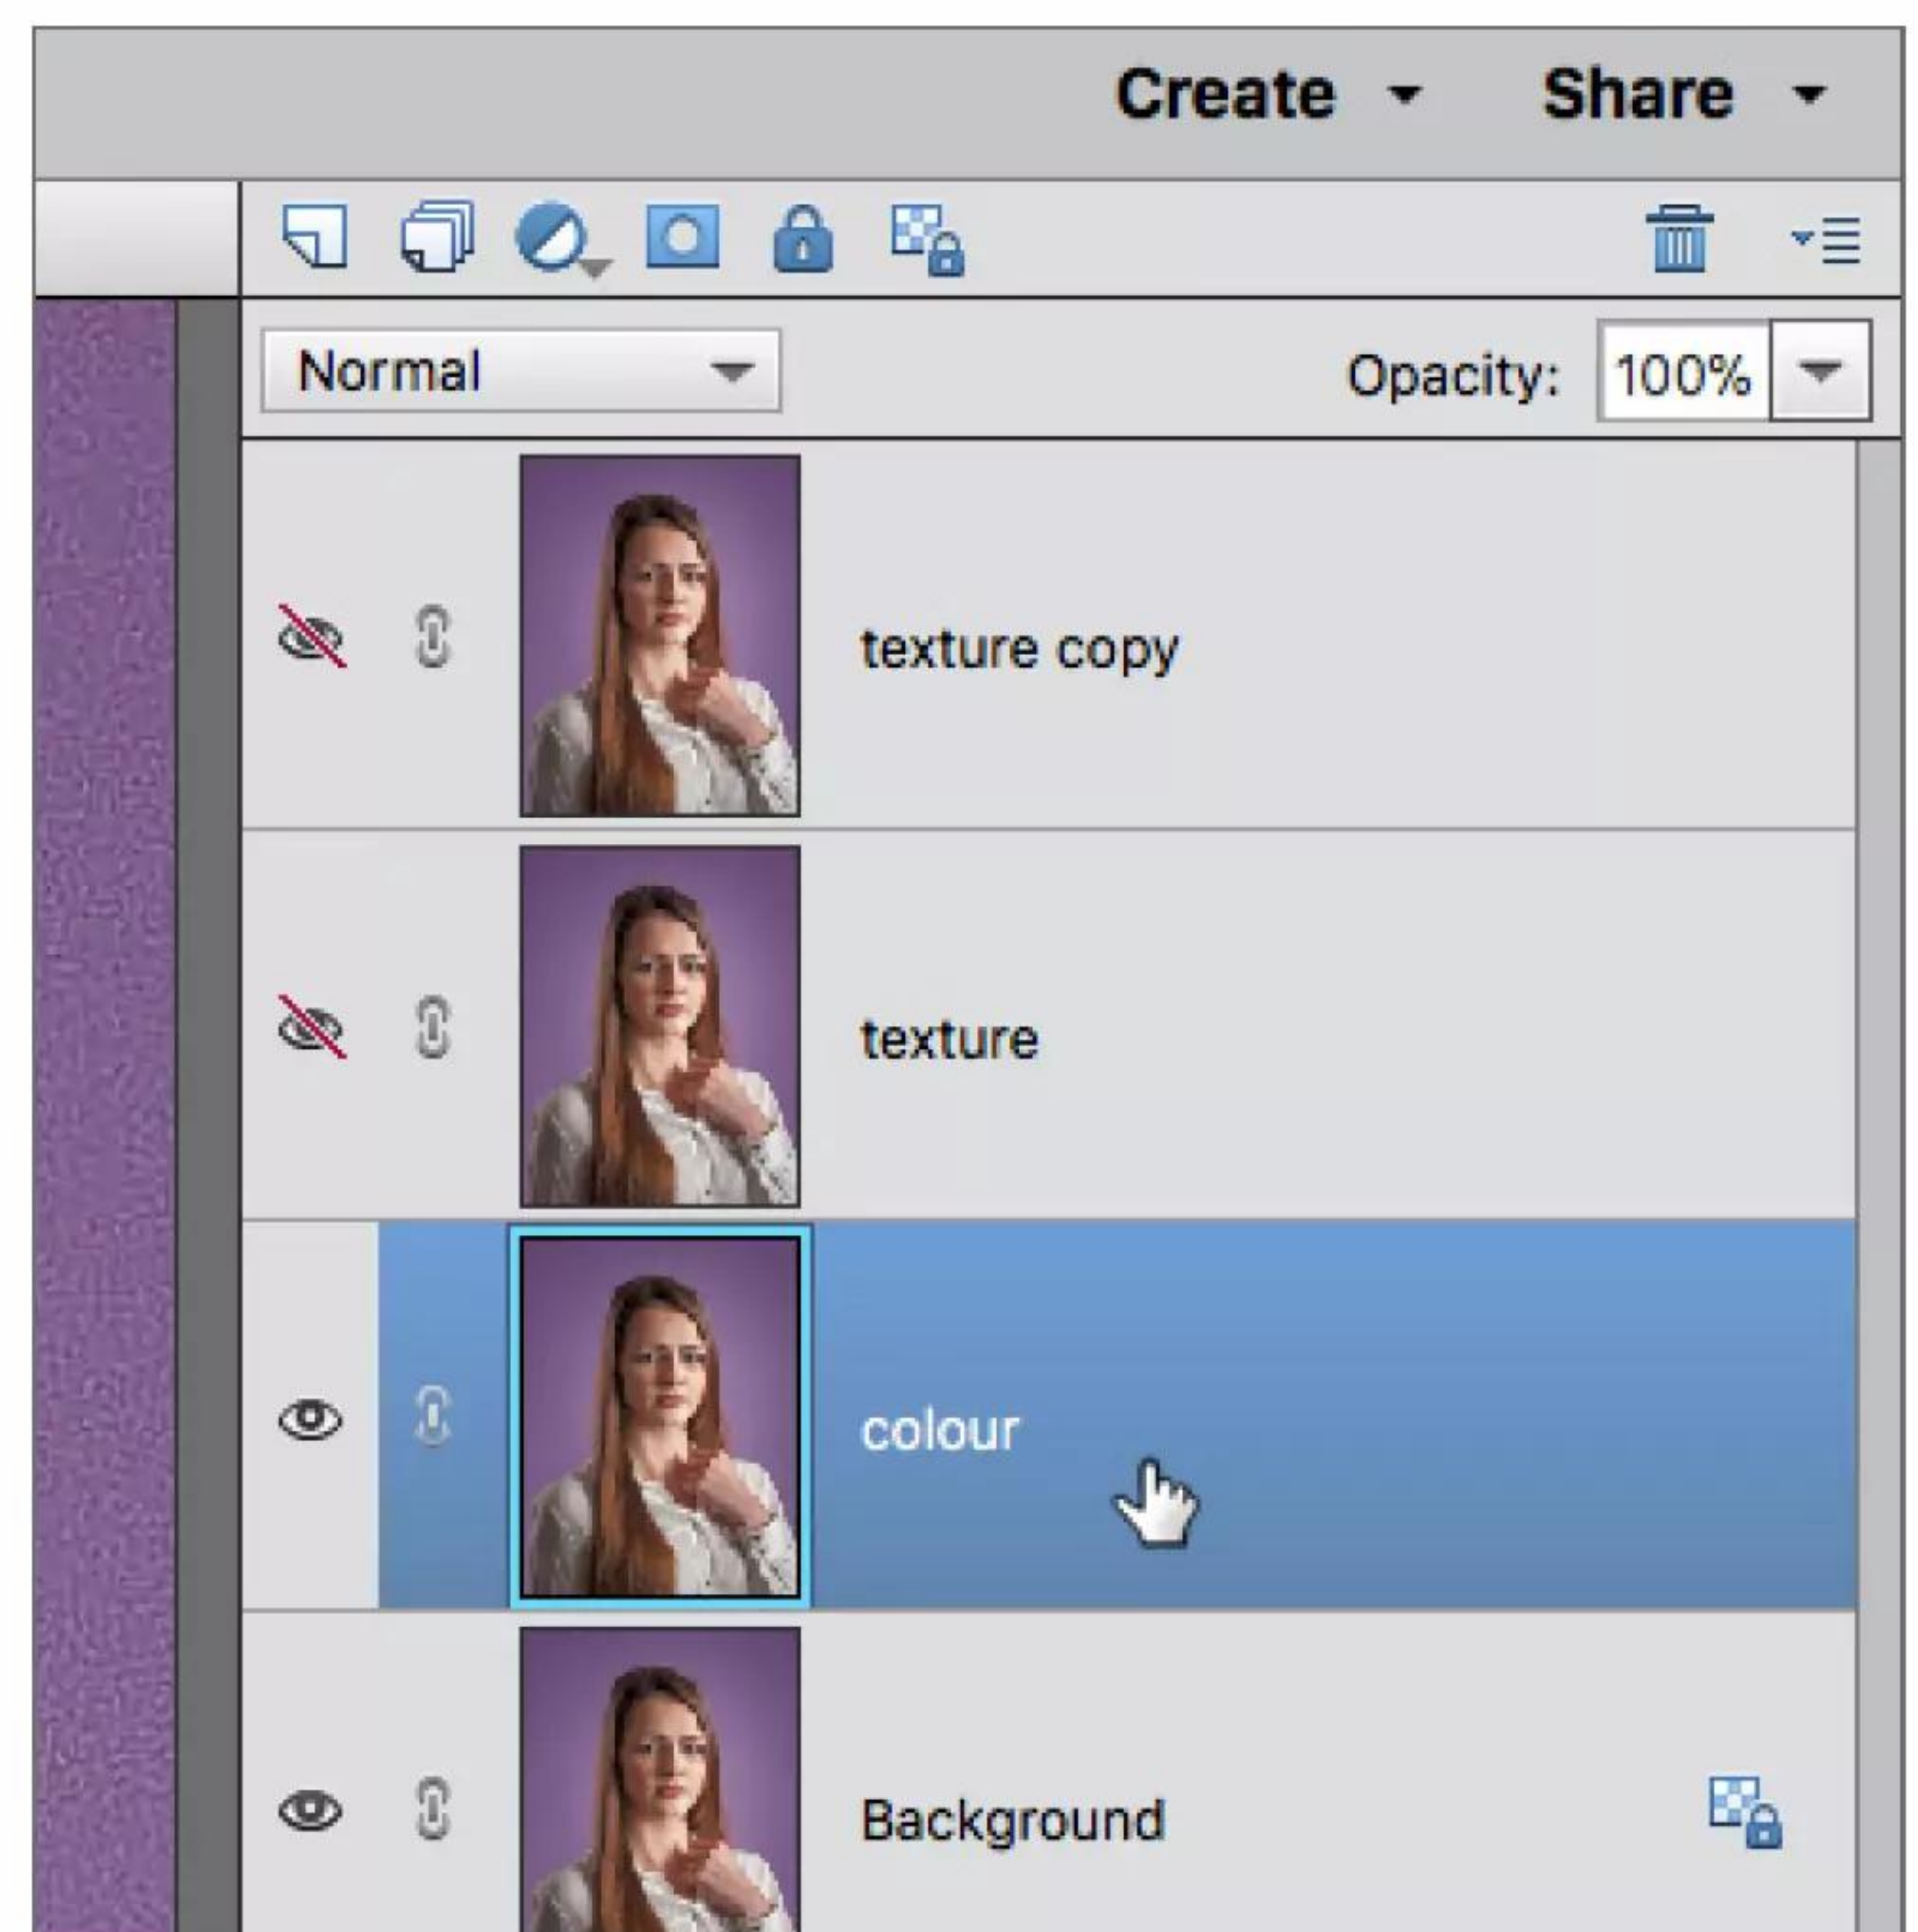 Create Share
Normal Opacity: 100%
texture copy
texture
colour
Background